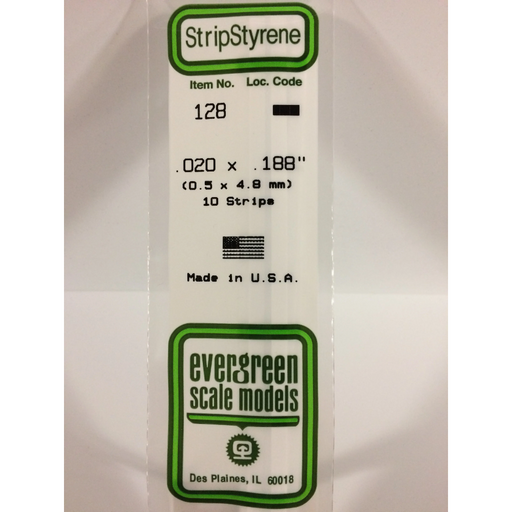 StripStyrene
Item No. Loc. Code
128
.020 x .188"
(0.5 x 4.8 mm)
10 Strips
Made in U.S.A.
evergreen
scale models
Des Plaines, IL 60018